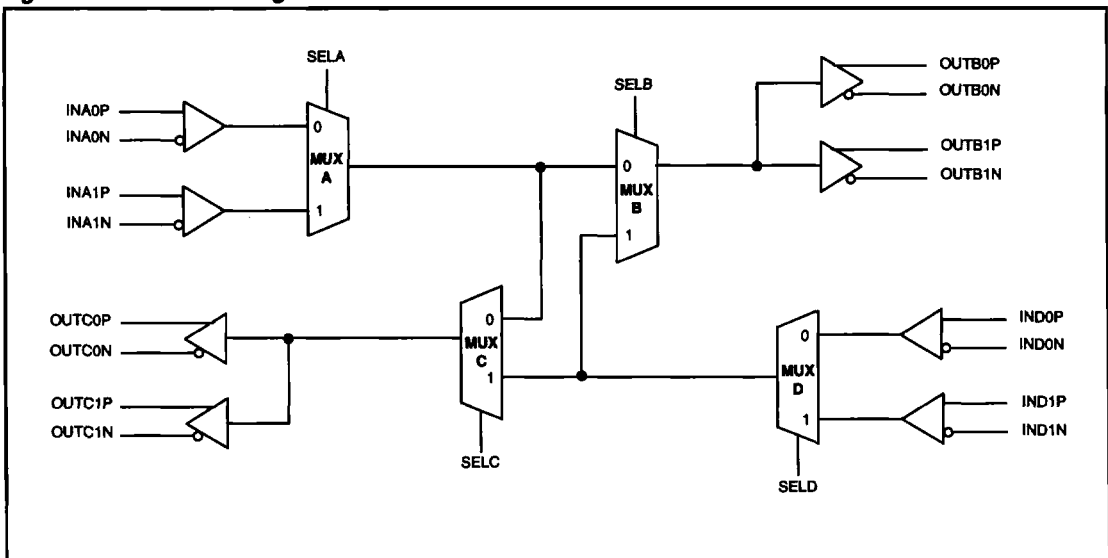 SELA
INA0P
INA0N
0
MUX
A
INA1P
INA1N
1
SELB
0
MUX
B
1
OUTB0P
OUTB0N
OUTB1P
OUTB1N
OUTC0P
OUTC0N
OUTC1P
OUTC1N
0
MUX
C
1
SELC
0
MUX
D
1
SELD
IND0P
IND0N
IND1P
IND1N